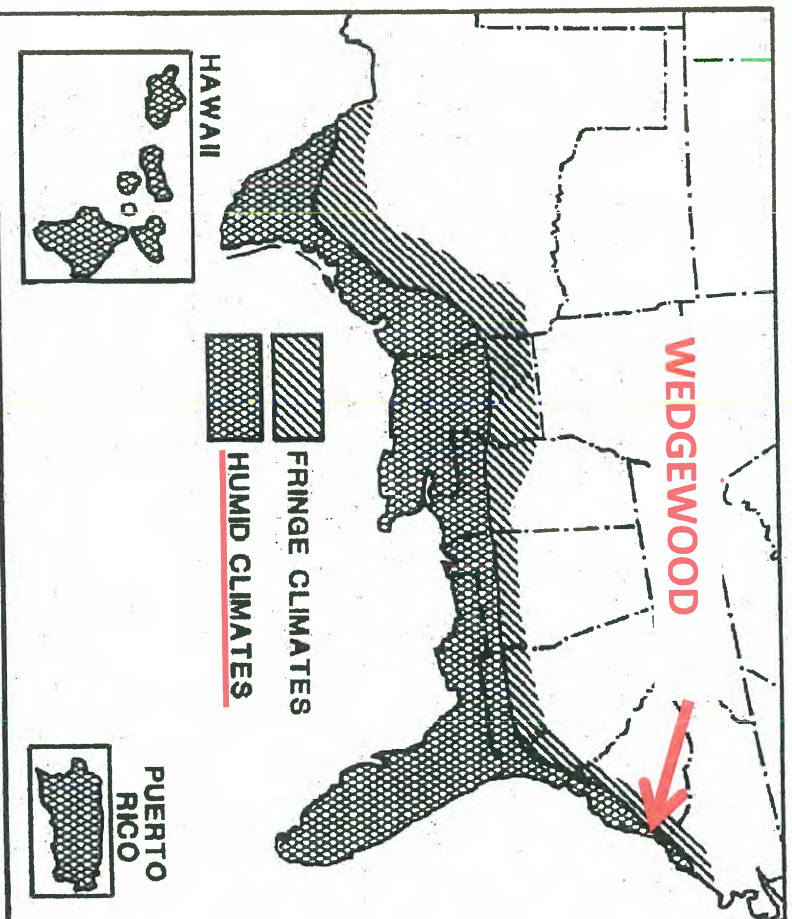 WEDGEWOOD
HAWAII
FRINGE CLIMATES
HUMID CLIMATES
PUERTO
RICO